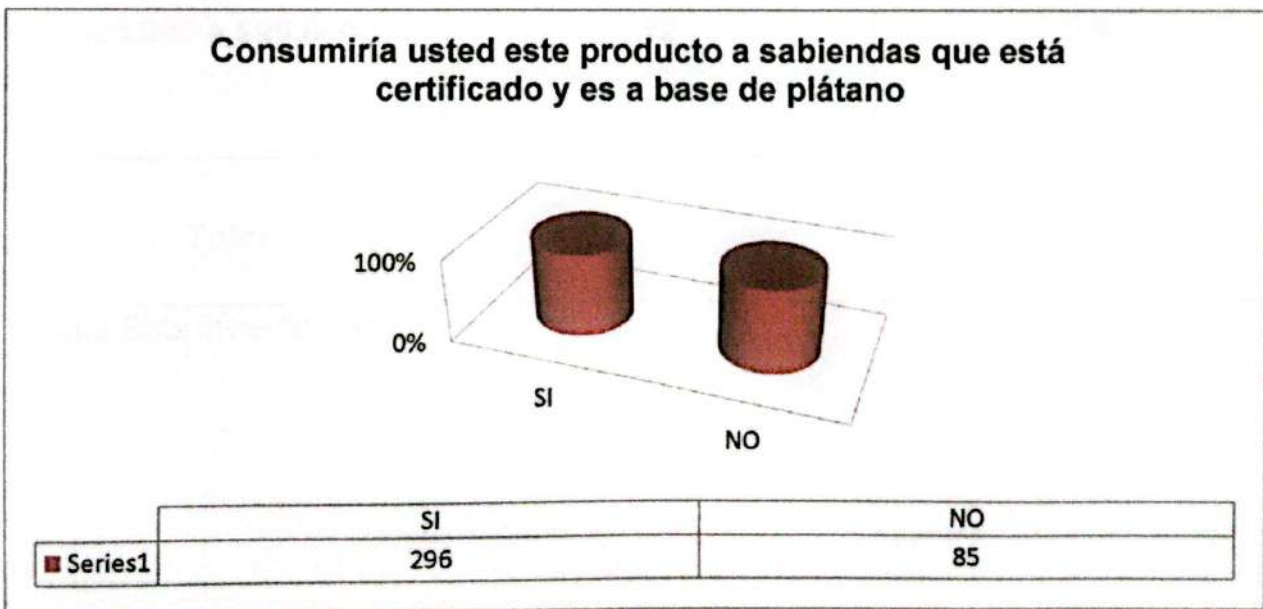 Consumiría usted este producto a sabiendas que está
certificado y es a base de plátano
100%
0%
SI
NO
SI NO
Series1 296 85